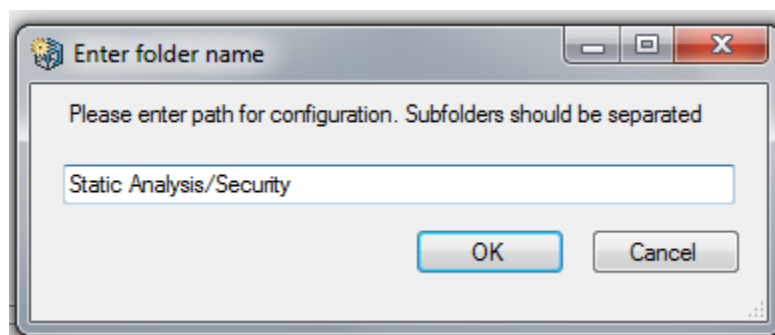 Enter folder name
Please enter path for configuration. Subfolders should be separated
Static Analysis/Security
OK
Cancel